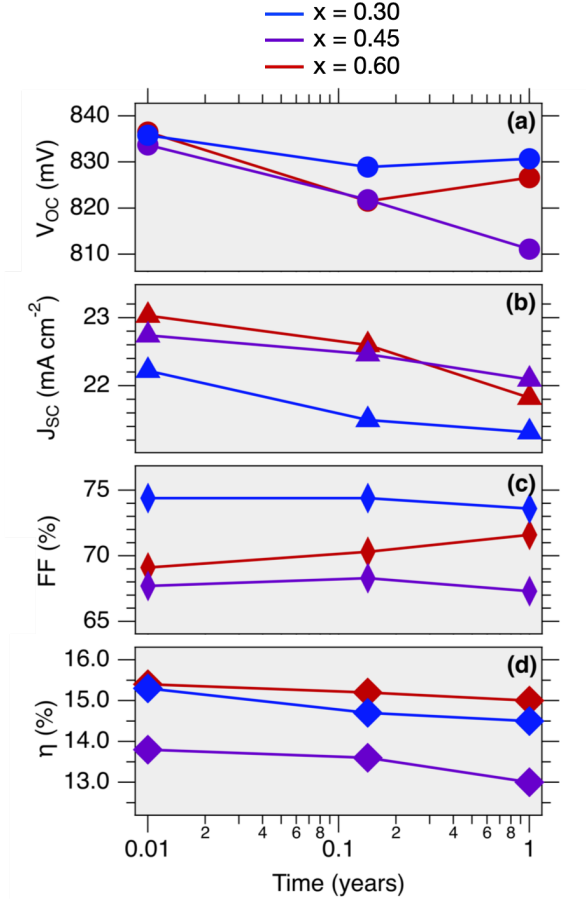 x = 0.30
x = 0.45
x = 0.60
(a)
840
830
820
810
V_OC (mV)
(b)
23
22
J_SC (mA cm^-2)
(c)
75
70
65
FF (%)
(d)
16.0
15.0
14.0
13.0
η (%)
2 4 6 8 2 4 6 8
0.01 0.1 1
Time (years)